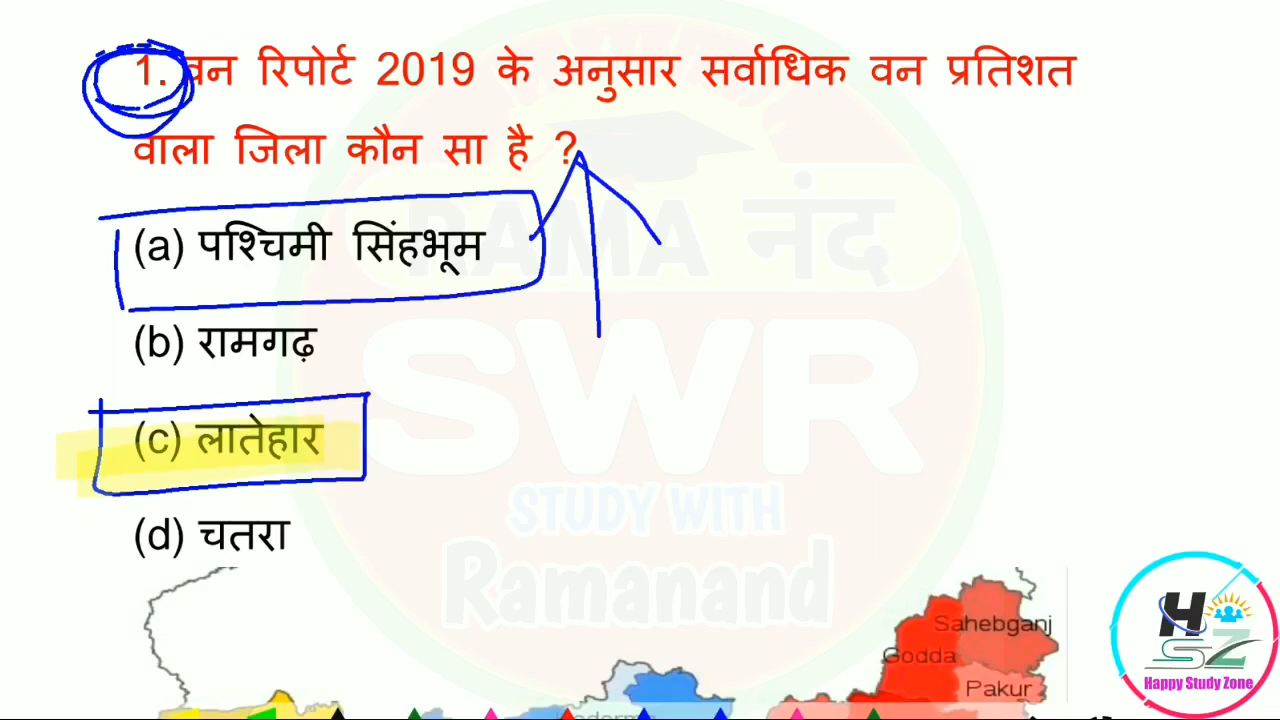 1. वन रिपोर्ट 2019 के अनुसार सर्वाधिक वन प्रतिशत
वाला जिला कौन सा है ?
(a) पश्चिमी सिंहभूम
(b) रामगढ़
(c) लातेहार
(d) चतरा
RAMA नंद
SWR
STUDY WITH
Ramanand
Sahebganj
Godda
Pakur
H
SZ
Happy Study Zone